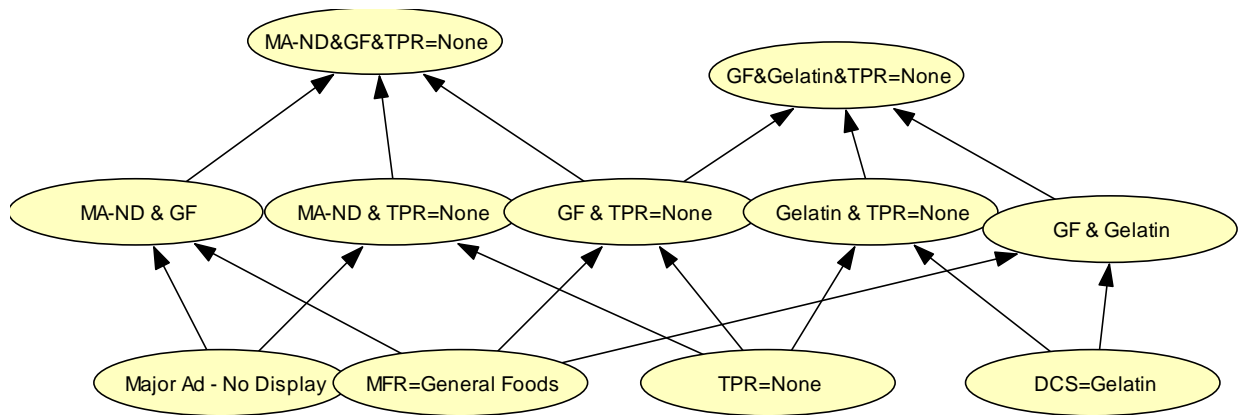 MA-ND&GF&TPR=None
GF&Gelatin&TPR=None
MA-ND & GF
MA-ND & TPR=None
GF & TPR=None
Gelatin & TPR=None
GF & Gelatin
Major Ad - No Display
MFR=General Foods
TPR=None
DCS=Gelatin